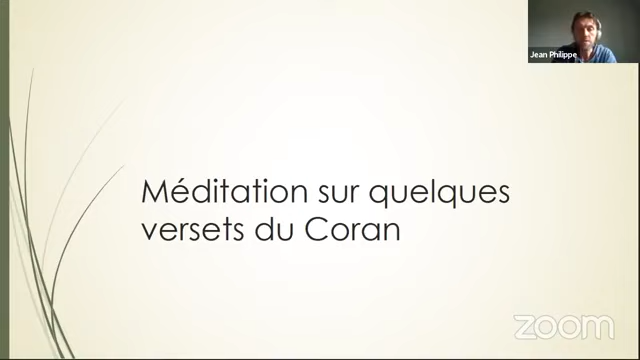 Jean Philippe
Méditation sur quelques
versets du Coran
zoom